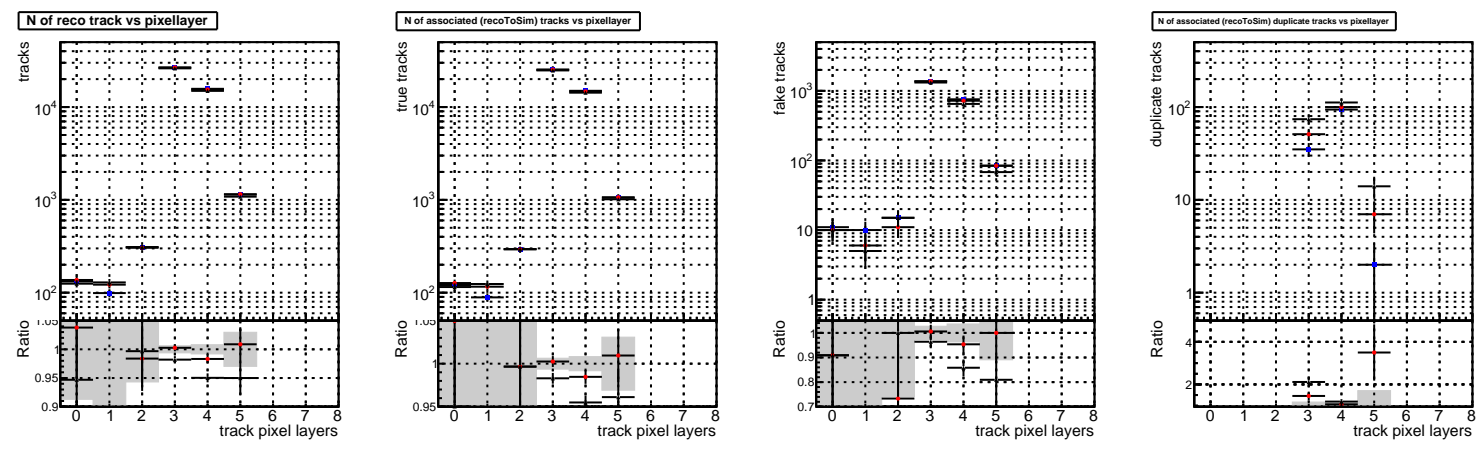 N of reco track vs pixellayer
tracks
10^4
10^3
10^2
Ratio
1.05
1
0.95
0.9
0 1 2 3 4 5 6 7 8
track pixel layers
N of associated (recoToSim) tracks vs pixellayer
true tracks
10^4
10^3
10^2
Ratio
1.05
1
0.95
0 1 2 3 4 5 6 7 8
track pixel layers
fake tracks
10^3
10^2
10
1
Ratio
1
0.9
0.8
0.7
0 1 2 3 4 5 6 7 8
track pixel layers
N of associated (recoToSim) duplicate tracks vs pixellayer
duplicate tracks
10^2
10
1
Ratio
4
2
0 1 2 3 4 5 6 7 8
track pixel layers